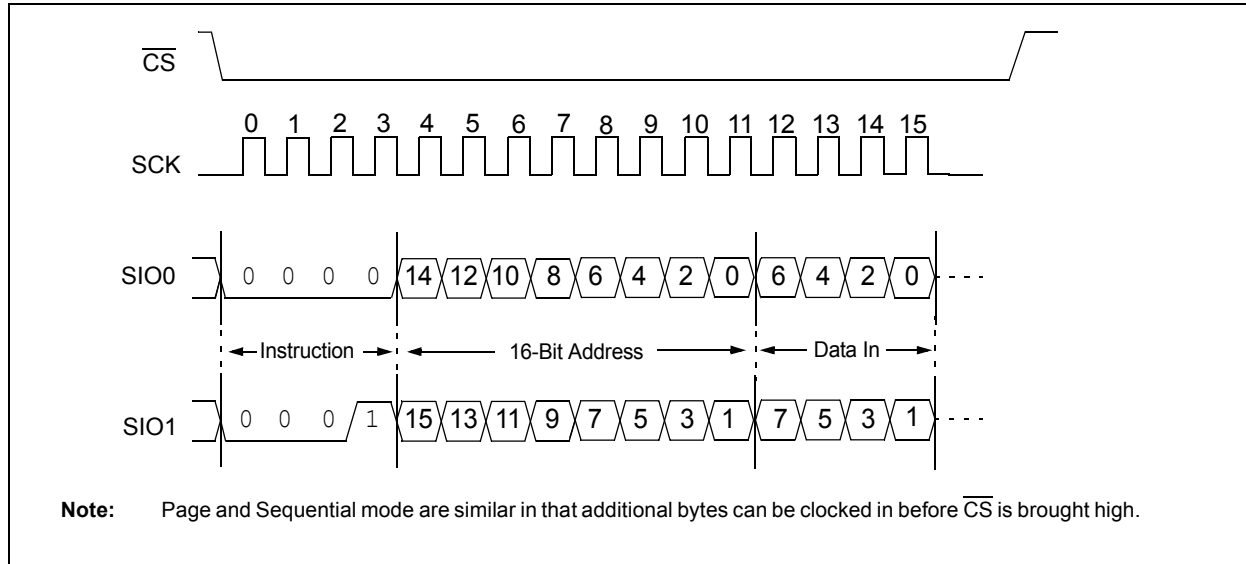 CS
0 1 2 3 4 5 6 7 8 9 10 11 12 13 14 15
SCK
SIO0 0 0 0 0 14 12 10 8 6 4 2 0 6 4 2 0
Instruction 16-Bit Address Data In
SIO1 0 0 0 1 15 13 11 9 7 5 3 1 7 5 3 1
Note: Page and Sequential mode are similar in that additional bytes can be clocked in before CS is brought high.